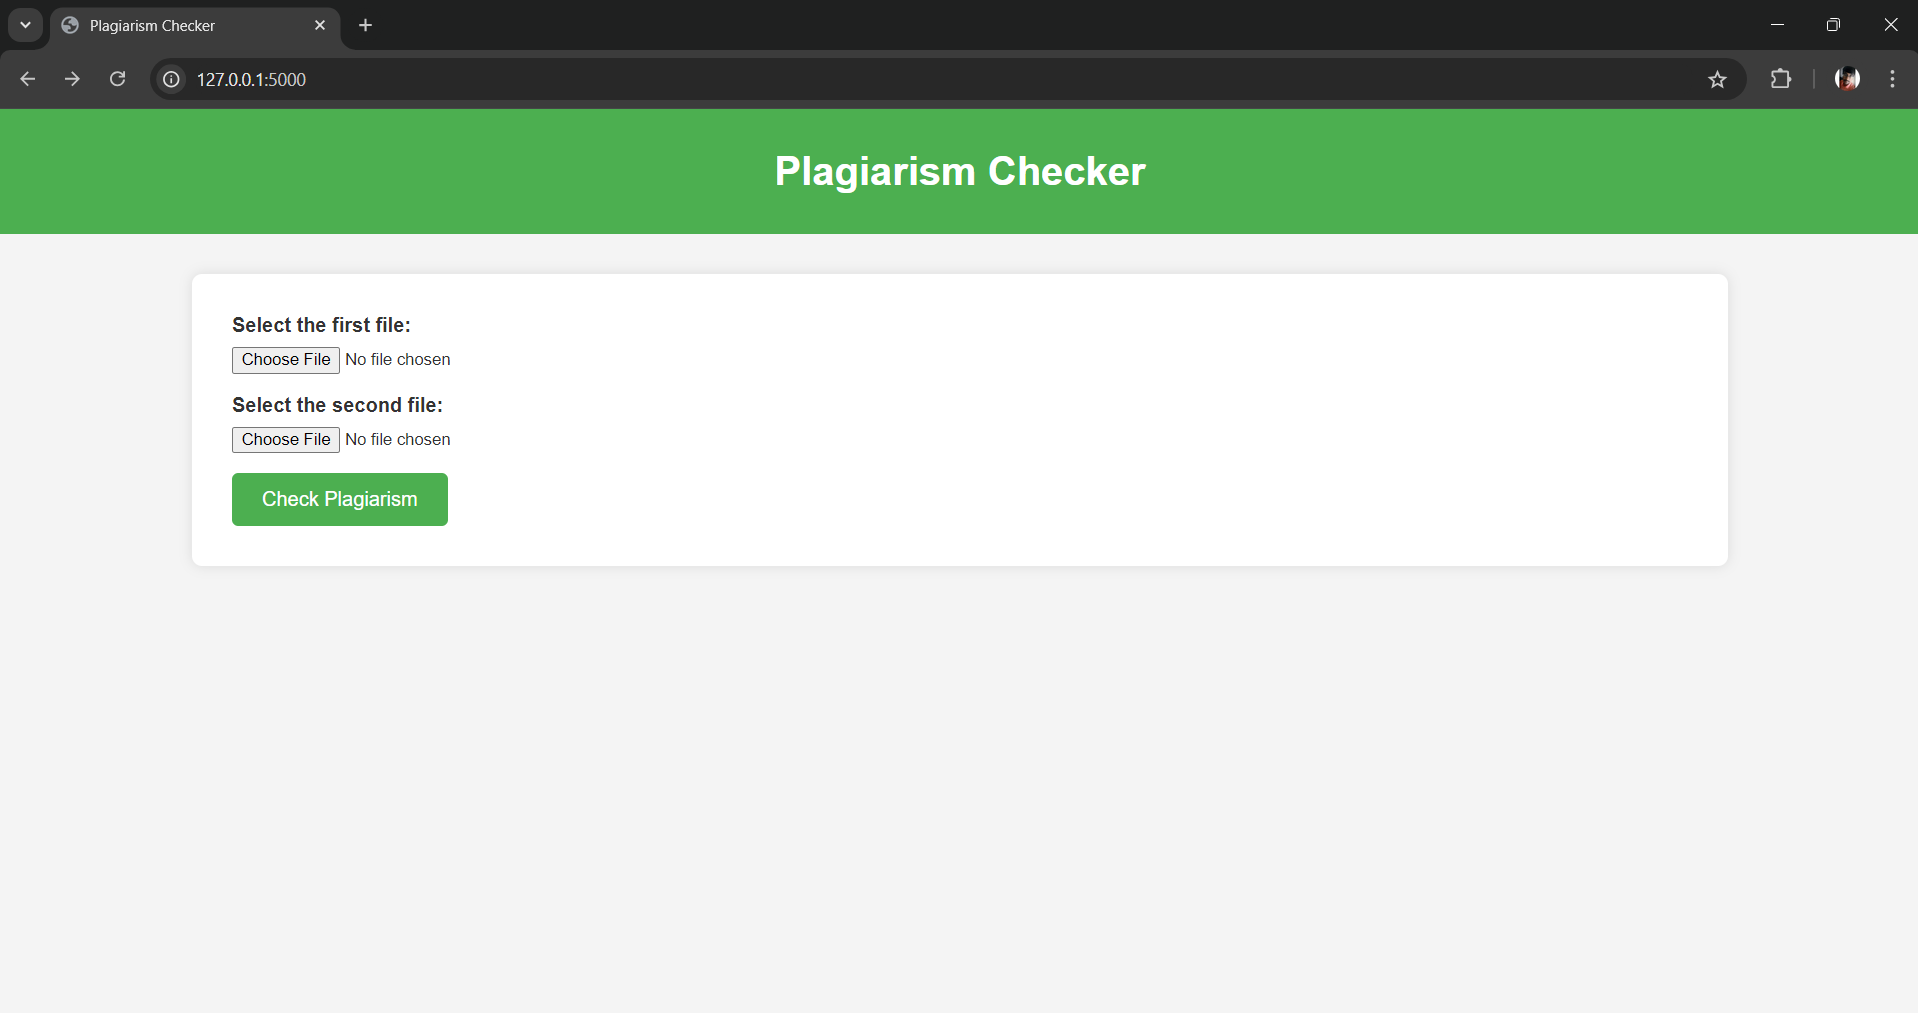 Plagiarism Checker
127.0.0.1:5000
Plagiarism Checker
Select the first file:
Choose File No file chosen
Select the second file:
Choose File No file chosen
Check Plagiarism